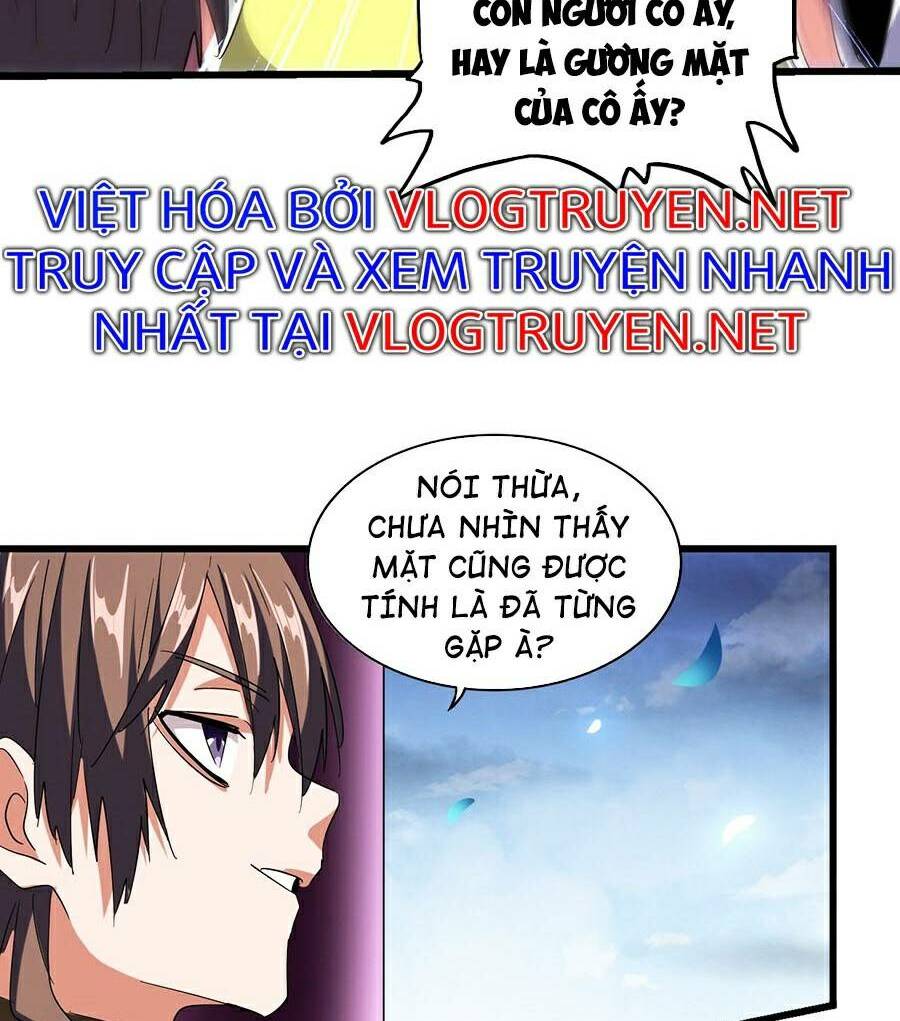 CON NGƯỜI CÔ ẤY,
HAY LÀ GƯƠNG MẶT
CỦA CÔ ẤY?
VIỆT HÓA BỞI VLOGTRUYEN.NET
TRUY CẬP VÀ XEM TRUYỆN NHANH
NHẤT TẠI VLOGTRUYEN.NET
NÓI THỪA,
CHƯA NHÌN THẤY
MẶT CŨNG ĐƯỢC
TÍNH LÀ ĐÃ TỪNG
GẶP À?